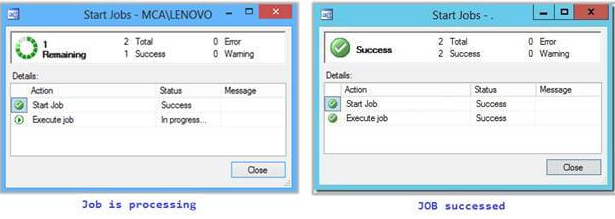 Start Jobs - MCA\LENOVO
1 Remaining
2 Total 0 Error
1 Success 0 Warning
Details:
Action Status Message
Start Job Success
Execute job In progress...
Close
Job is processing
Start Jobs - .
Success
2 Total 0 Error
2 Success 0 Warning
Details:
Action Status Message
Start Job Success
Execute job Success
Close
JOB successed